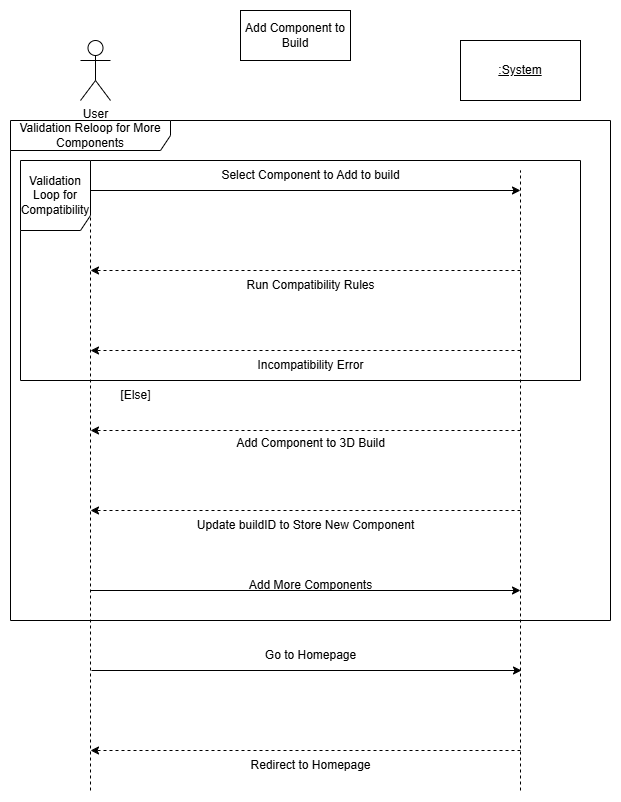 Add Component to
Build
:System
User
Validation Reloop for More
Components
Validation
Loop for
Compatibility
Select Component to Add to build
Run Compatibility Rules
Incompatibility Error
[Else]
Add Component to 3D Build
Update buildID to Store New Component
Add More Components
Go to Homepage
Redirect to Homepage